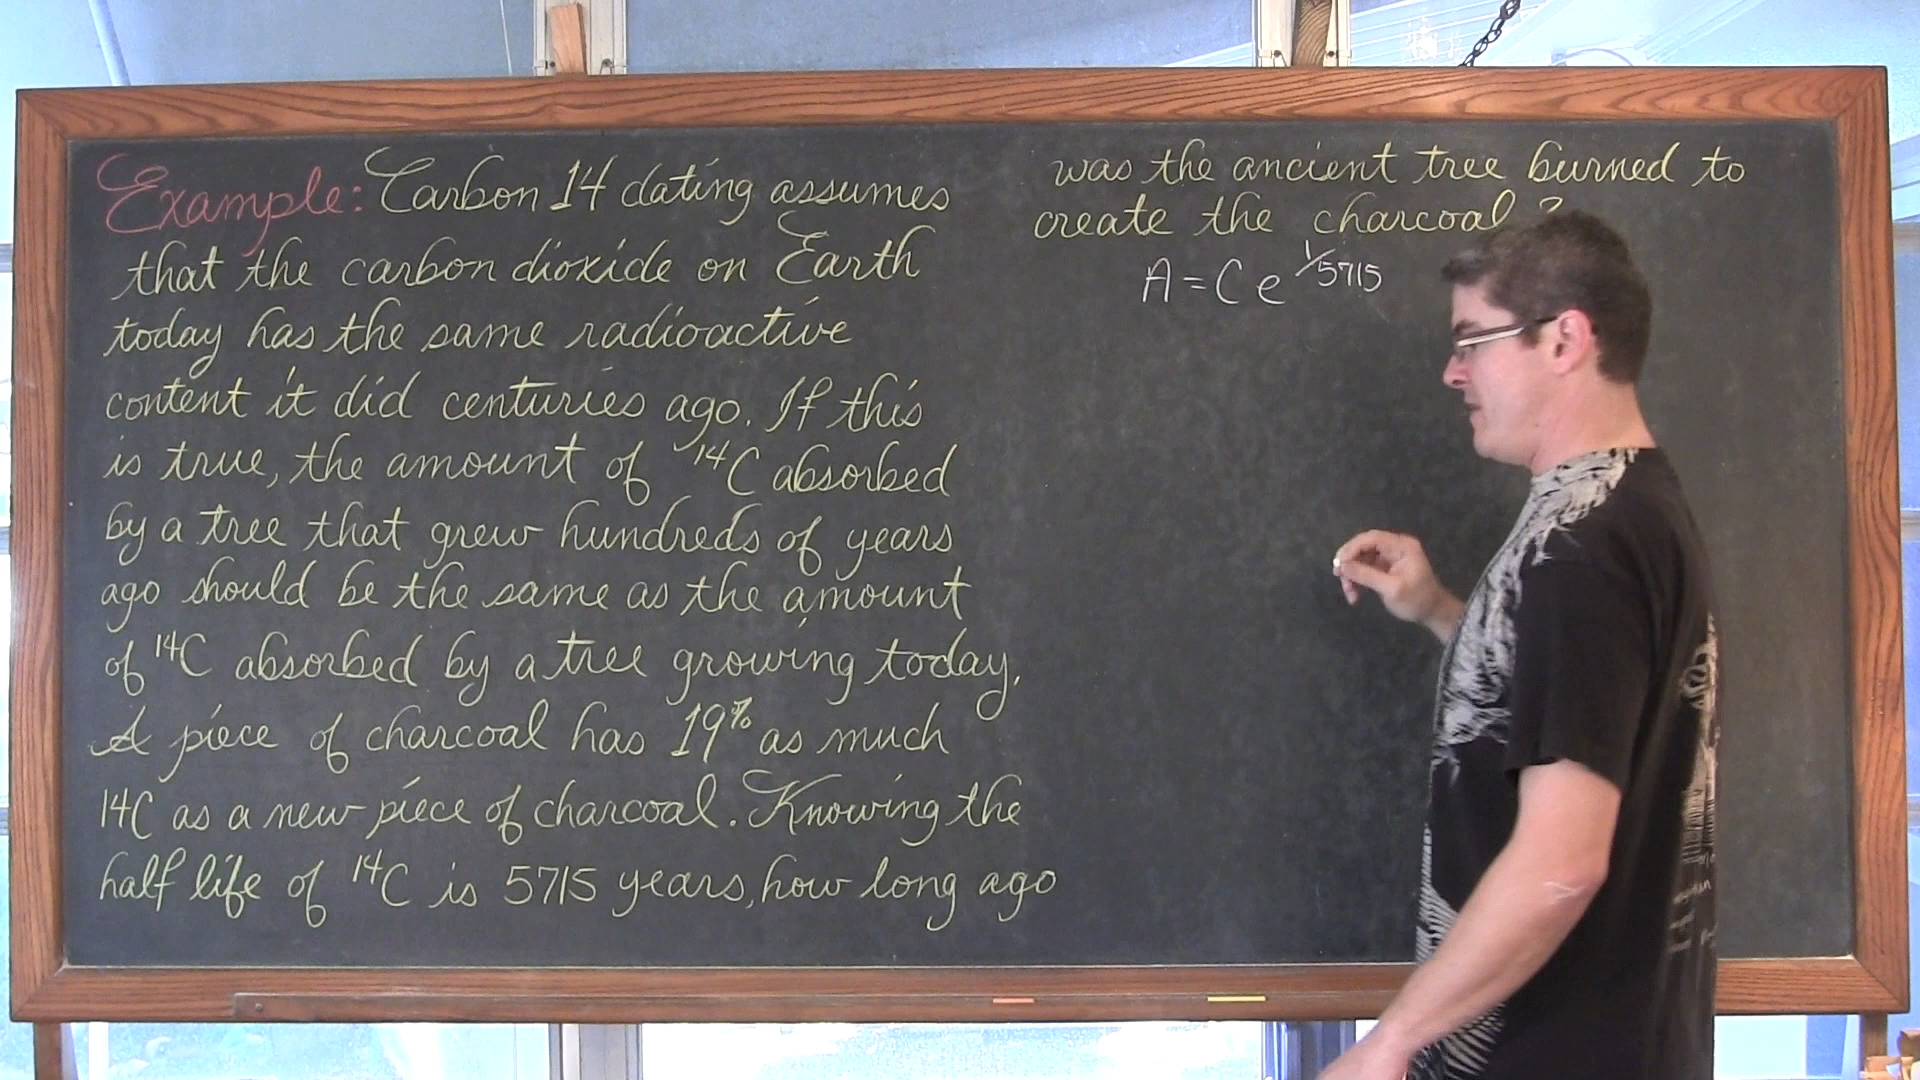 Example: Carbon 14 dating assumes
that the carbon dioxide on Earth
today has the same radioactive
content it did centuries ago. If this
is true, the amount of ¹⁴C absorbed
by a tree that grew hundreds of years
ago should be the same as the amount
of ¹⁴C absorbed by a tree growing today.
A piece of charcoal has 19% as much
14C as a new piece of charcoal. Knowing the
half life of ¹⁴C is 5715 years, how long ago
was the ancient tree burned to
create the charcoal?
A = C e^1/5715